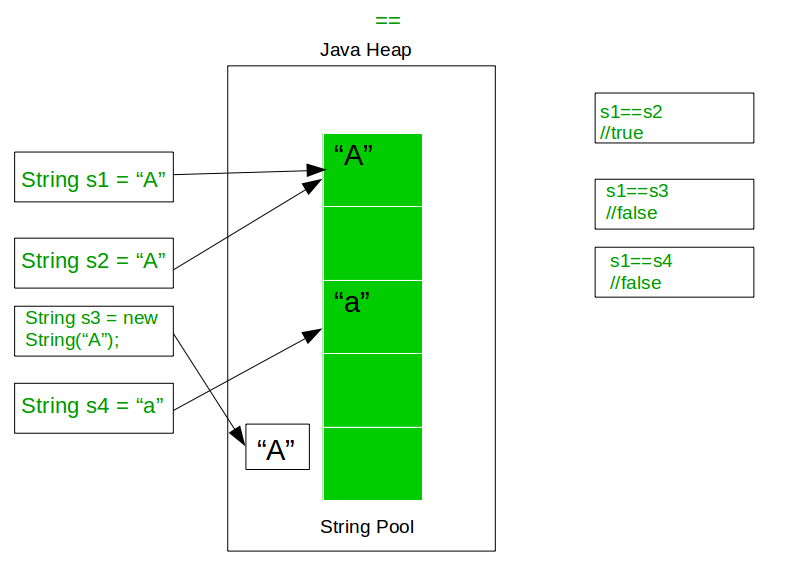 ==
Java Heap
s1==s2
//true
“A”
String s1 = “A”
s1==s3
//false
String s2 = “A”
s1==s4
//false
“a”
String s3 = new
String(“A”);
String s4 = “a”
“A”
String Pool